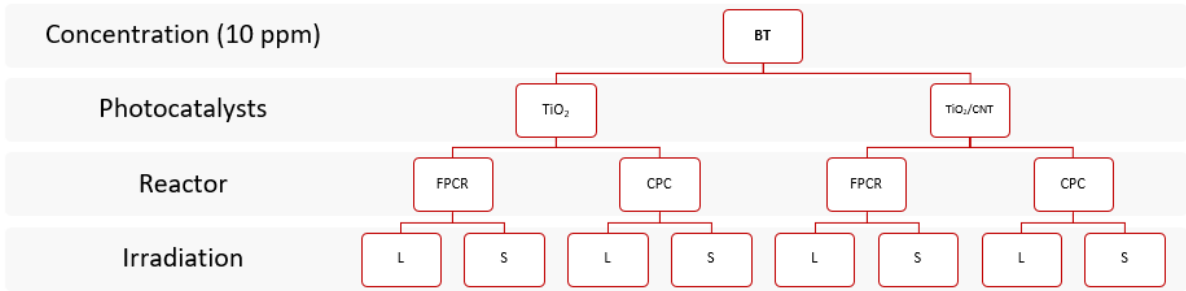 Concentration (10 ppm)
BT
Photocatalysts
TiO₂
TiO₂/CNT
Reactor
FPCR
CPC
FPCR
CPC
Irradiation
L
S
L
S
L
S
L
S